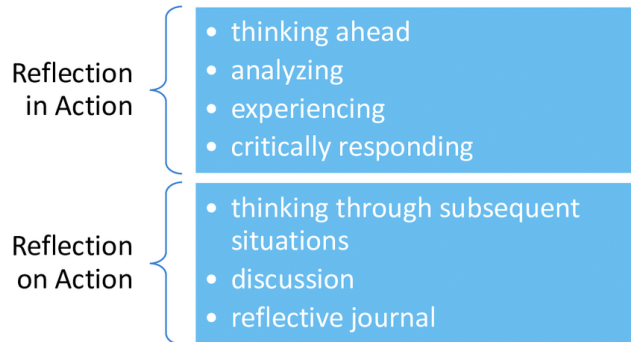 Reflection
in Action
• thinking ahead
• analyzing
• experiencing
• critically responding
Reflection
on Action
• thinking through subsequent
situations
• discussion
• reflective journal